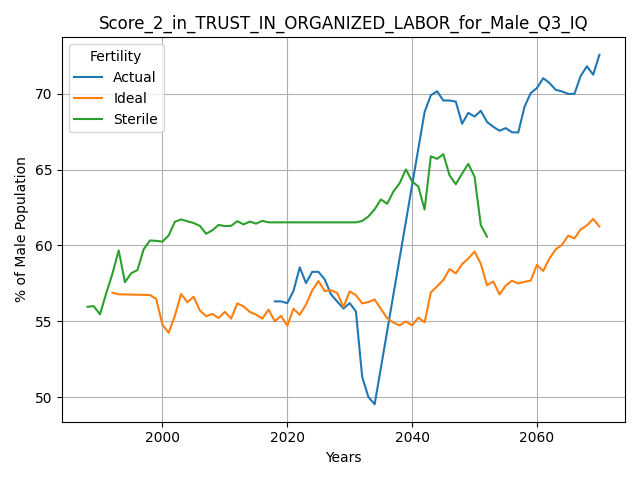 Score_2_in_TRUST_IN_ORGANIZED_LABOR_for_Male_Q3_IQ
Fertility
Actual
Ideal
Sterile
% of Male Population
70
65
60
55
50
2000 2020 2040 2060
Years